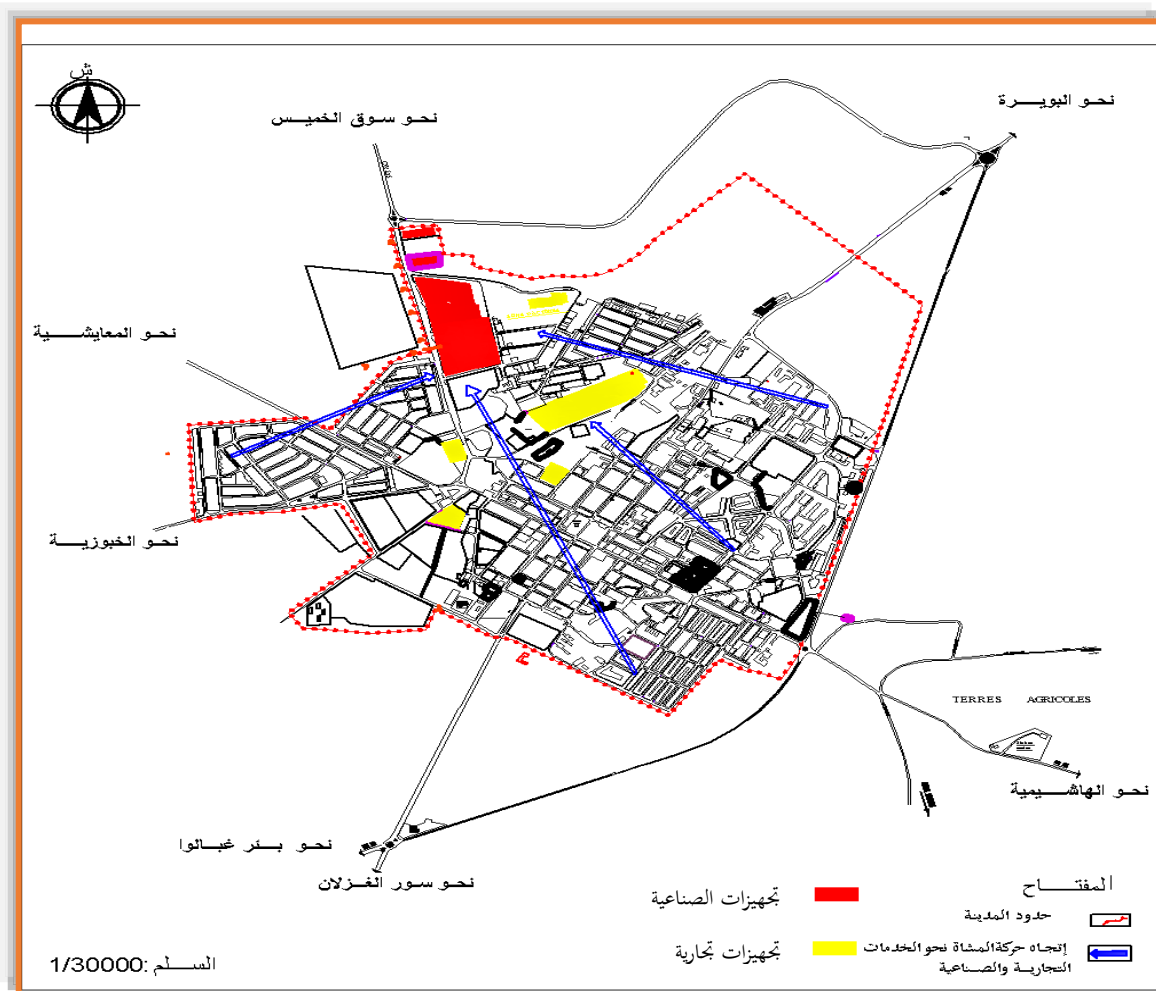 ش
نحو البويرة
نحو سوق الخميس
نحو المعايشية
نحو الخبوزية
TERRES AGRICOLES
نحو الهاشيمية
نحو بئر غبالوا
نحو سور الغزلان
المفتاح
حدود المدينة
تجهيزات الصناعية
إتجاه حركة المشاة نحو الخدمات
التجارية والصناعية
تجهيزات تجارية
السلم :1/30000